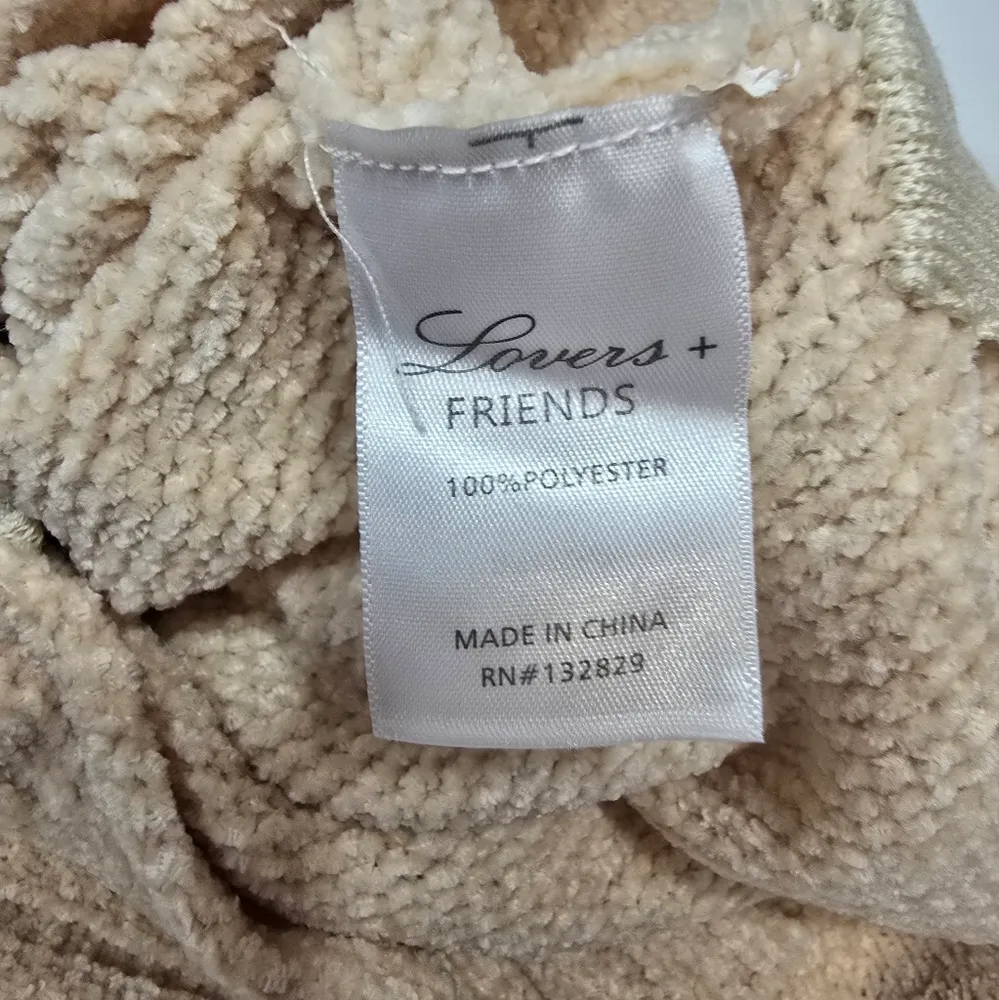 Lovers +
FRIENDS
100%POLYESTER
MADE IN CHINA
RN#132829